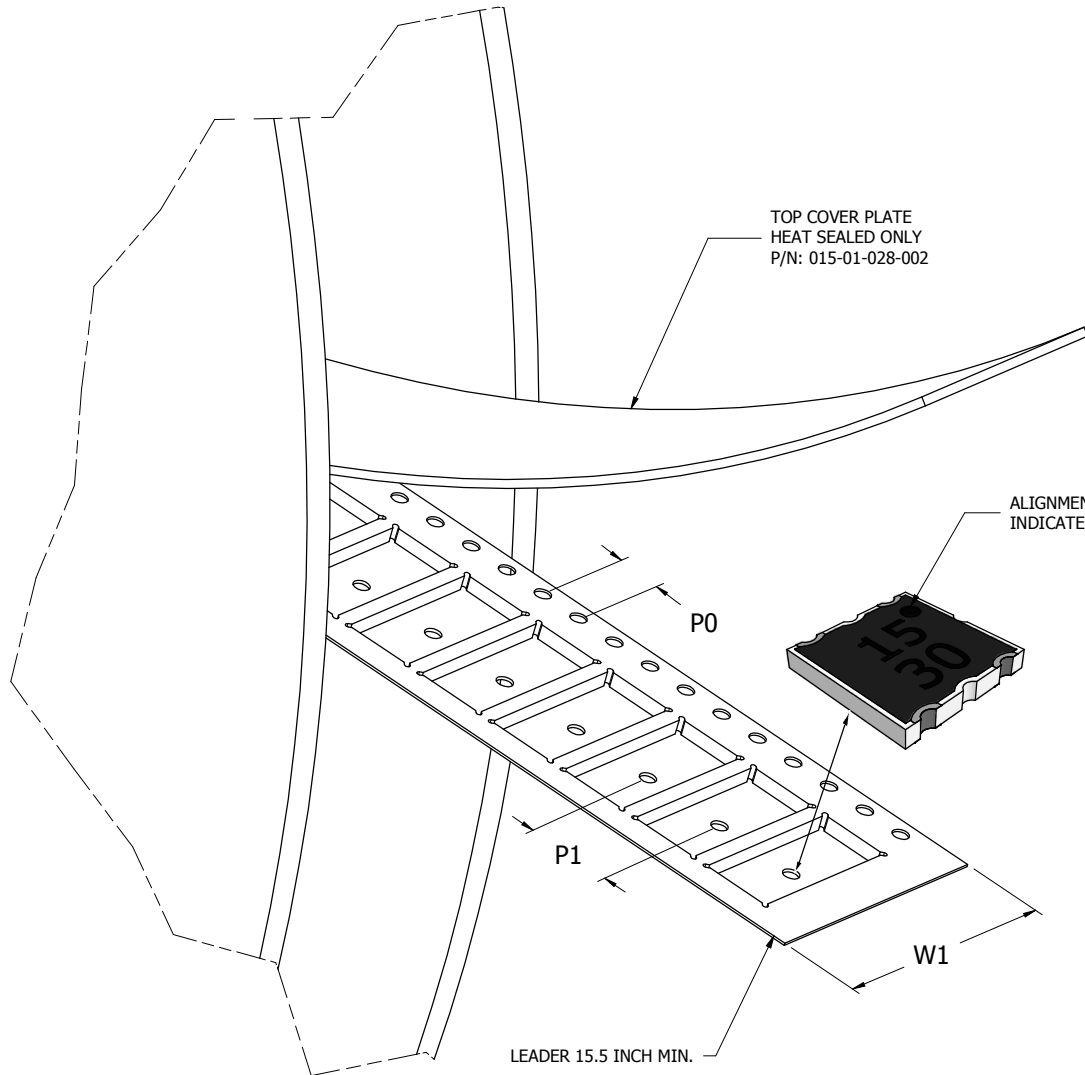 TOP COVER PLATE
HEAT SEALED ONLY
P/N: 015-01-028-002
INDICATE
P0
15
30
P1
W1
LEADER 15.5 INCH MIN.